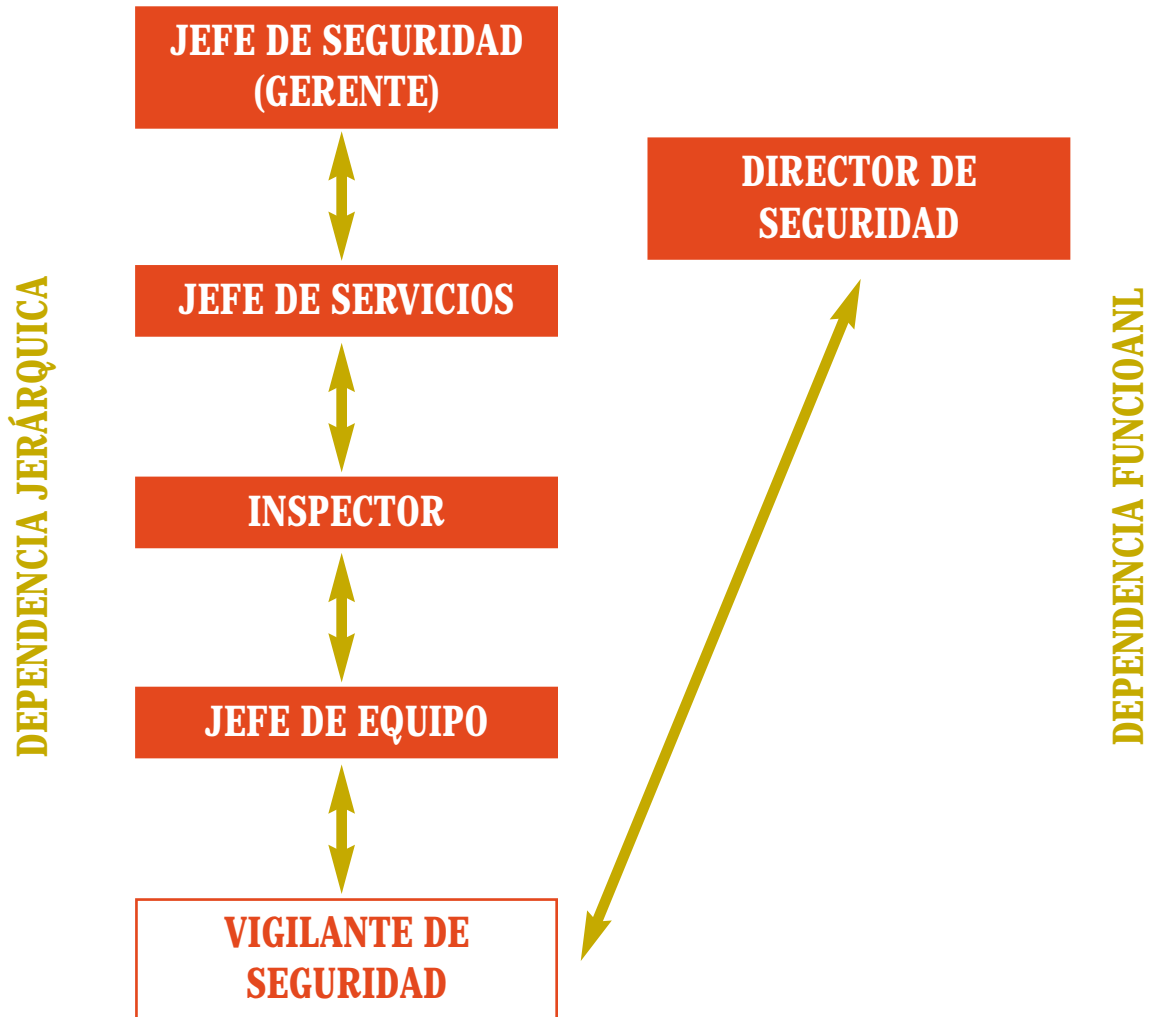 JEFE DE SEGURIDAD
(GERENTE)
DIRECTOR DE
SEGURIDAD
JEFE DE SERVICIOS
DEPENDENCIA JERÁRQUICA
DEPENDENCIA FUNCIOANL
INSPECTOR
JEFE DE EQUIPO
VIGILANTE DE
SEGURIDAD